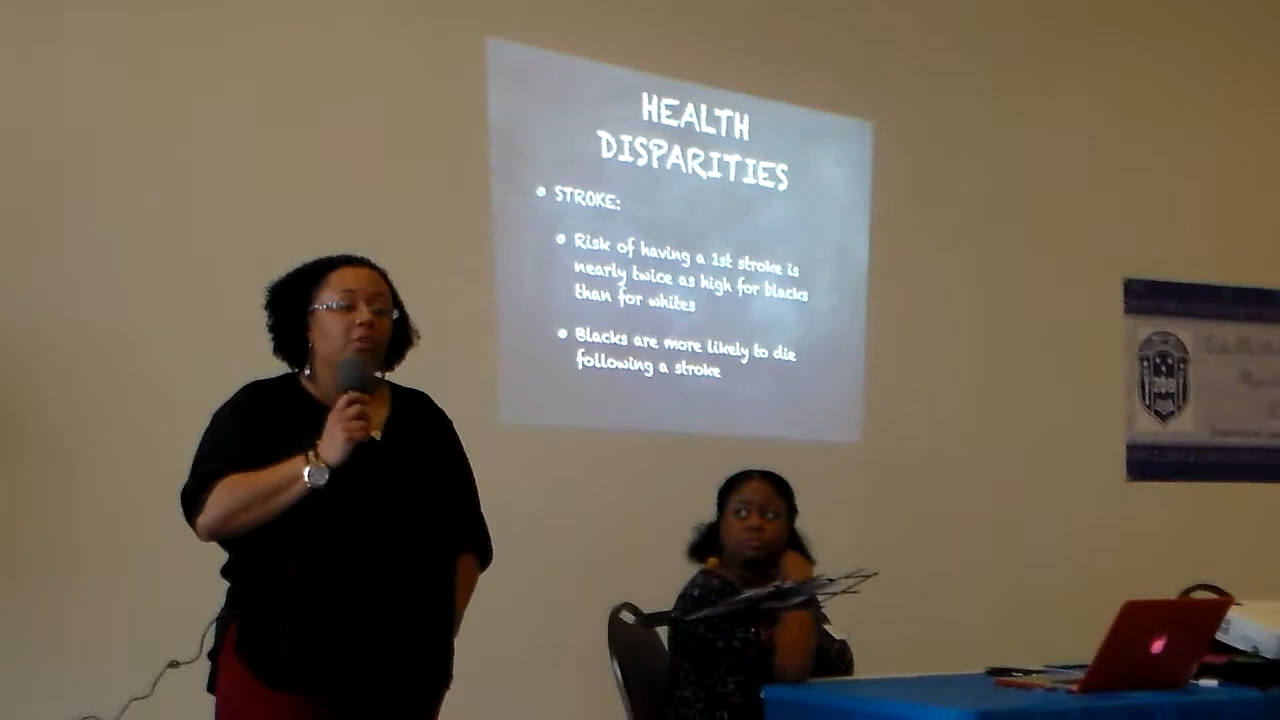 HEALTH
DISPARITIES
STROKE:
Risk of having a 1st stroke is
nearly twice as high for blacks
than for whites
Blacks are more likely to die
following a stroke